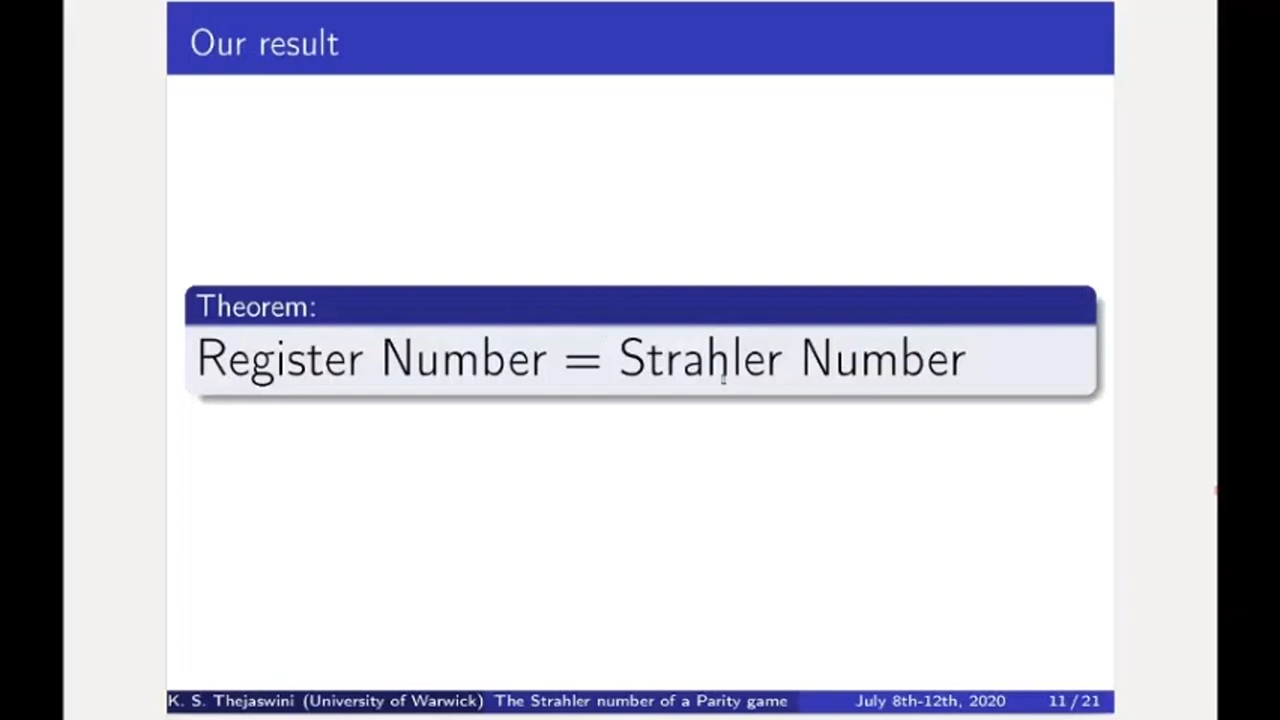 Our result
Theorem:
Register Number = Strahler Number
K. S. Thejaswini (University of Warwick) The Strahler number of a Parity game July 8th-12th, 2020 11 / 21